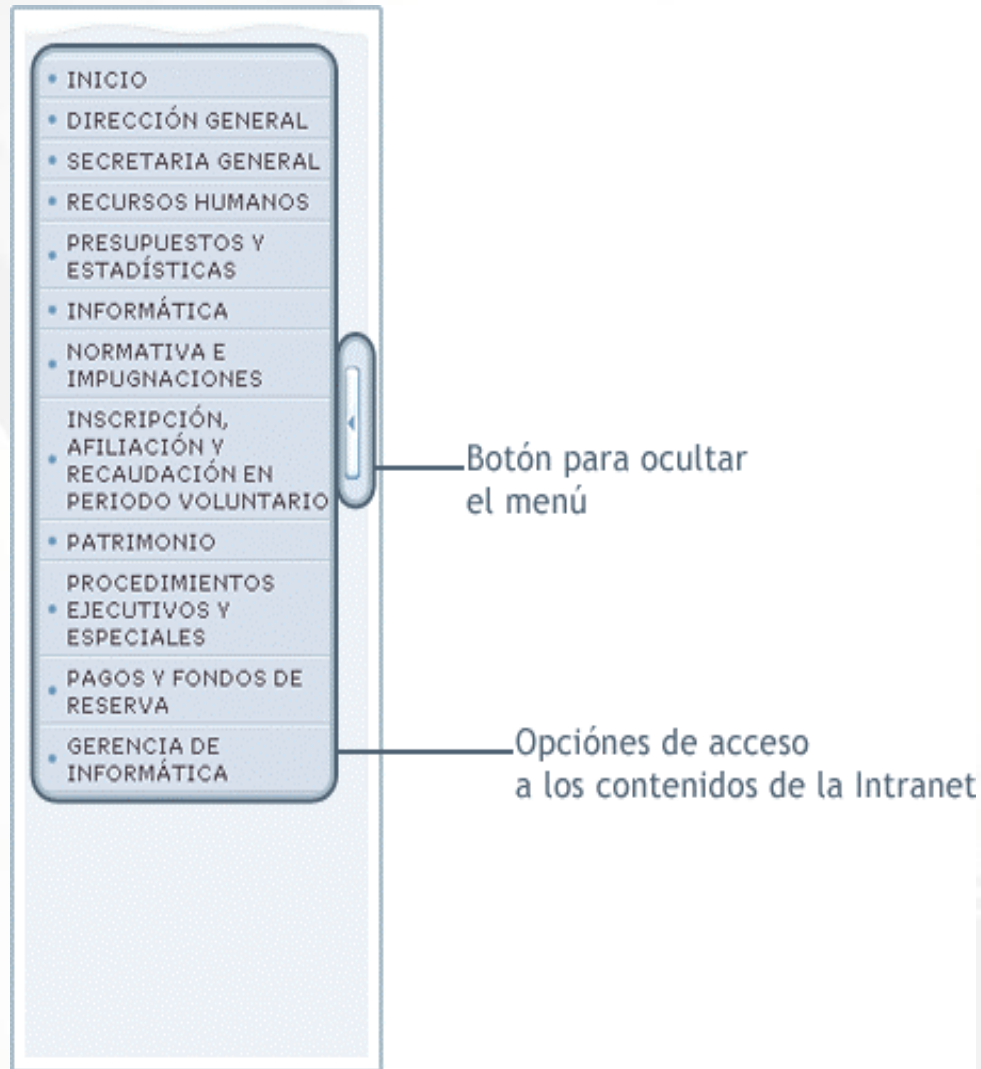 INICIO
DIRECCIÓN GENERAL
SECRETARIA GENERAL
RECURSOS HUMANOS
PRESUPUESTOS Y
ESTADÍSTICAS
INFORMÁTICA
NORMATIVA E
IMPUGNACIONES
INSCRIPCIÓN,
AFILIACIÓN Y
RECAUDACIÓN EN
PERIODO VOLUNTARIO
PATRIMONIO
PROCEDIMIENTOS
EJECUTIVOS Y
ESPECIALES
PAGOS Y FONDOS DE
RESERVA
GERENCIA DE
INFORMÁTICA
Botón para ocultar
el menú
Opciónes de acceso
a los contenidos de la Intranet